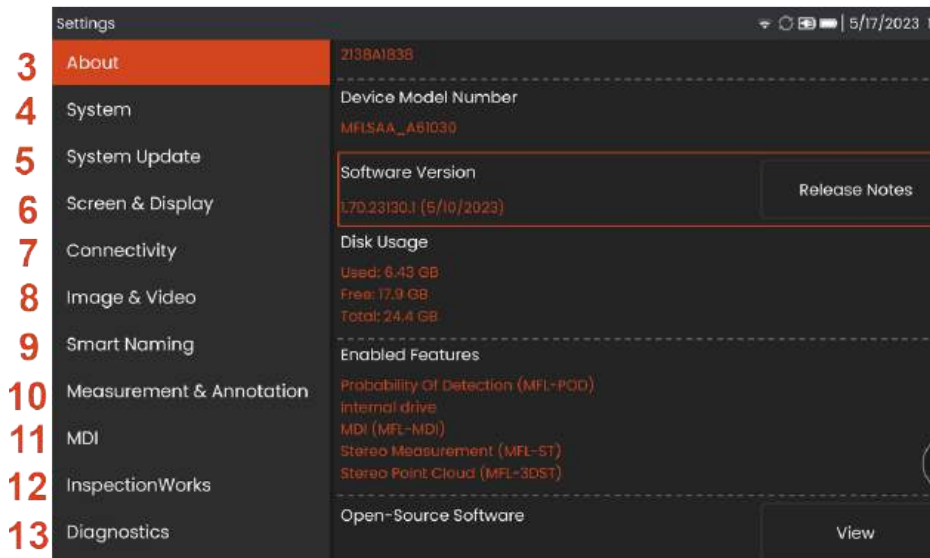 Settings
5/17/2023
3 About
4 System
5 System Update
6 Screen & Display
7 Connectivity
8 Image & Video
9 Smart Naming
10 Measurement & Annotation
11 MDI
12 InspectionWorks
13 Diagnostics
2138A1838
Device Model Number
MFLSAA_A61030
Software Version
1.70.23130.1 (5/10/2023)
Release Notes
Disk Usage
Used: 6.43 GB
Free: 17.9 GB
Total: 24.4 GB
Enabled Features
Probability Of Detection (MFL-POD)
Internal drive
MDI (MFL-MDI)
Stereo Measurement (MFL-ST)
Stereo Point Cloud (MFL-3DST)
Open-Source Software
View